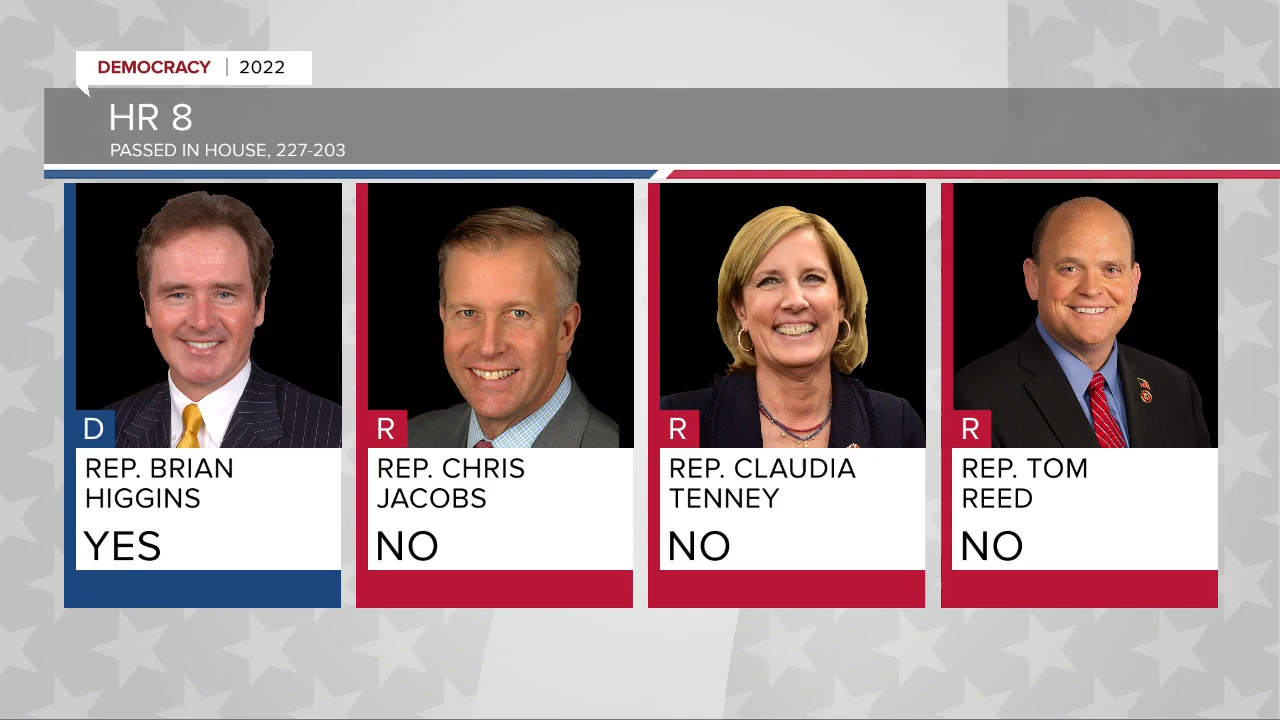 DEMOCRACY | 2022
HR 8
PASSED IN HOUSE, 227-203
D
REP. BRIAN
HIGGINS
YES
R
REP. CHRIS
JACOBS
NO
R
REP. CLAUDIA
TENNEY
NO
R
REP. TOM
REED
NO